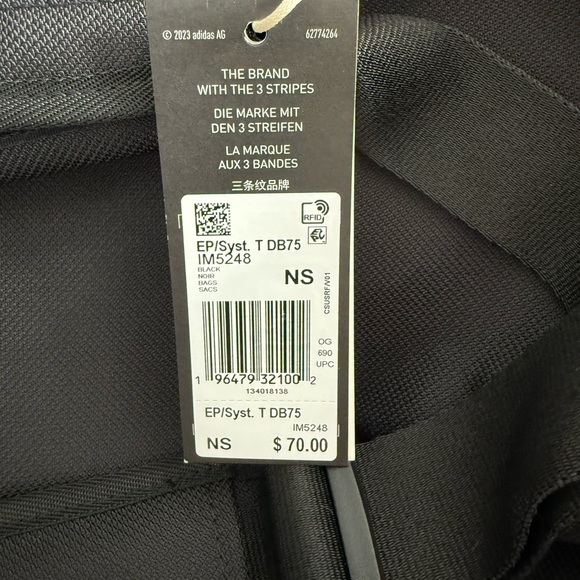 © 2023 adidas AG 62774264
THE BRAND
WITH THE 3 STRIPES
DIE MARKE MIT
DEN 3 STREIFEN
LA MARQUE
AUX 3 BANDES
三条纹品牌
RFID
EP/Syst. T DB75
IM5248
BLACK
NOIR
BAGS
SACS
NS
CSUSRF/V01
OG
690
UPC
1 96479 32100 2
134018138
EP/Syst. T DB75
IM5248
NS $ 70.00